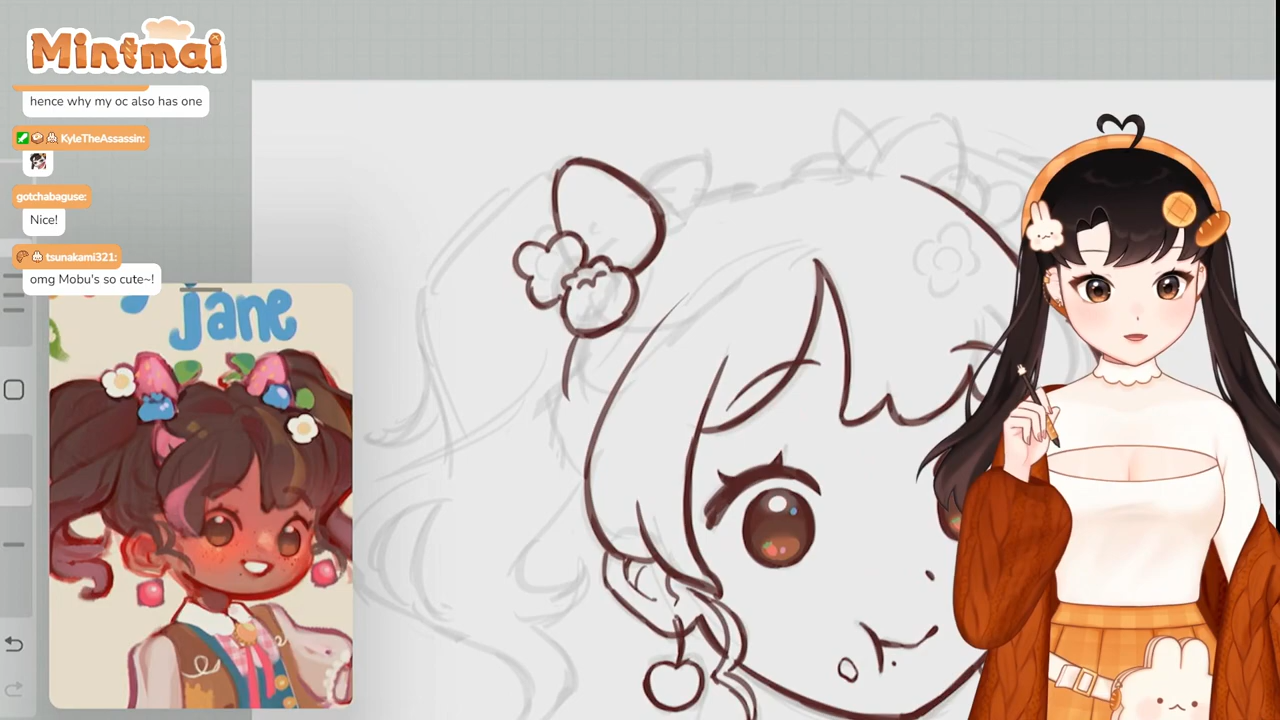 Mintmai
hence why my oc also has one
KyleTheAssassin:
gotchabaguse:
Nice!
tsunakami321:
omg Mobu's so cute~!
jane